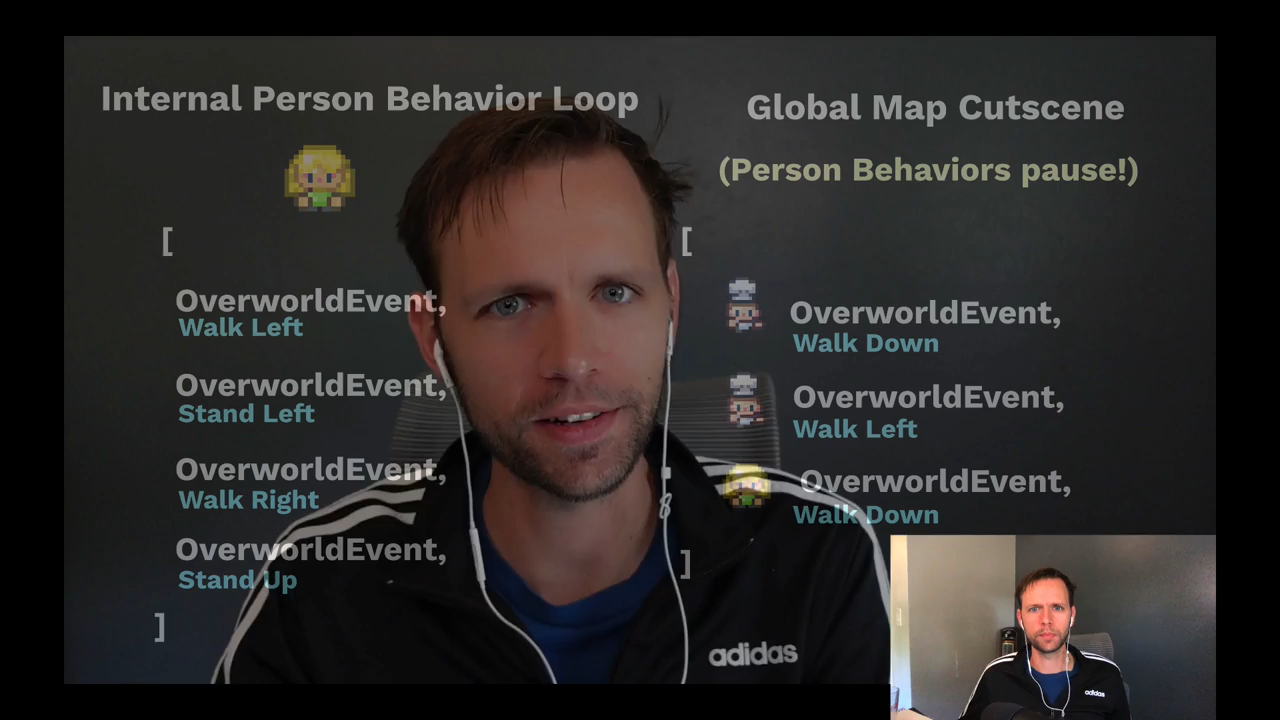 Internal Person Behavior Loop
[
OverworldEvent,
Walk Left
OverworldEvent,
Stand Left
OverworldEvent,
Walk Right
OverworldEvent,
Stand Up
]
Global Map Cutscene
(Person Behaviors pause!)
[
OverworldEvent,
Walk Down
OverworldEvent,
Walk Left
OverworldEvent,
Walk Down
]
adidas
adidas